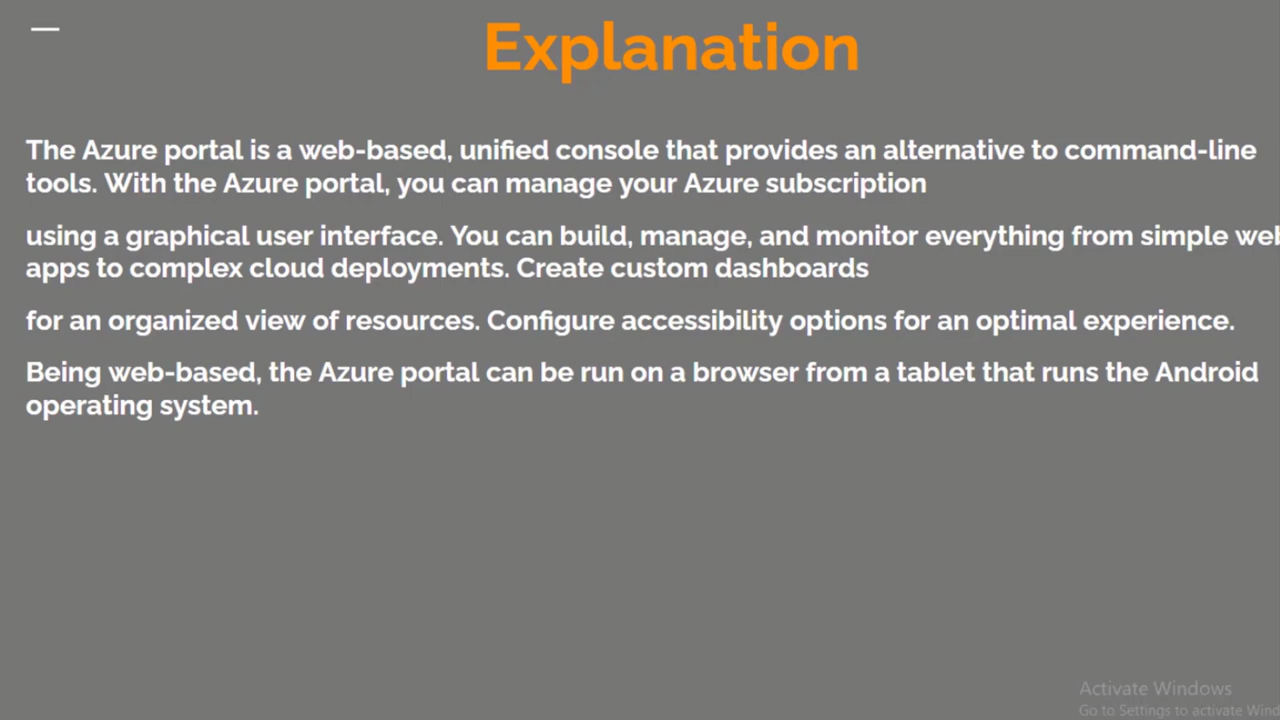 Explanation
The Azure portal is a web-based, unified console that provides an alternative to command-line
tools. With the Azure portal, you can manage your Azure subscription
using a graphical user interface. You can build, manage, and monitor everything from simple web
apps to complex cloud deployments. Create custom dashboards
for an organized view of resources. Configure accessibility options for an optimal experience.
Being web-based, the Azure portal can be run on a browser from a tablet that runs the Android
operating system.
Activate Windows
Go to Settings to activate Wind